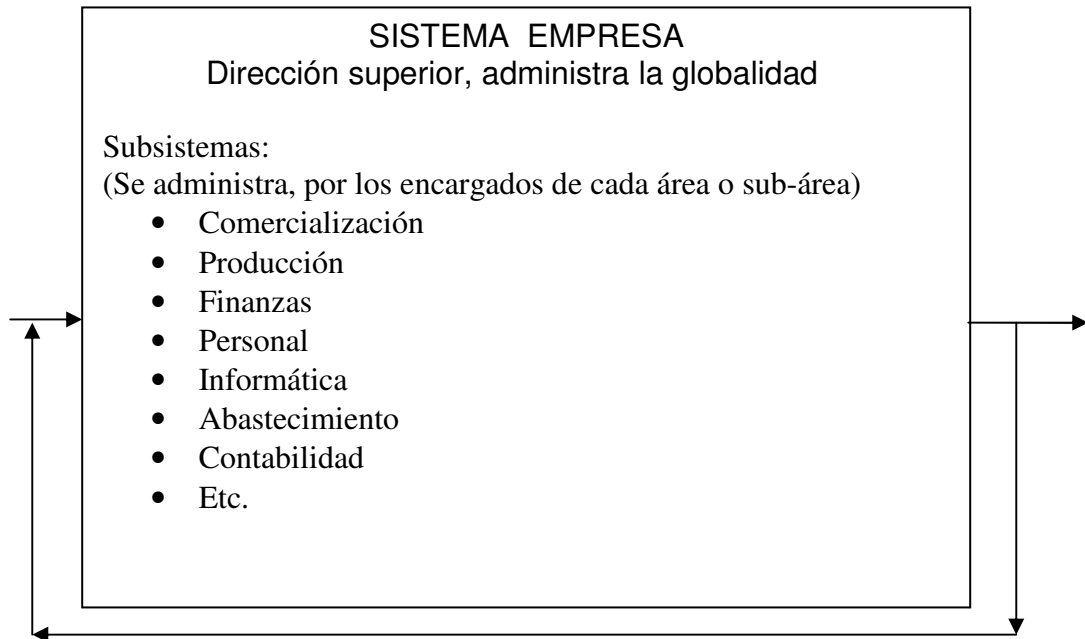 SISTEMA EMPRESA
Dirección superior, administra la globalidad
Subsistemas:
(Se administra, por los encargados de cada área o sub-área)
• Comercialización
• Producción
• Finanzas
• Personal
• Informática
• Abastecimiento
• Contabilidad
• Etc.